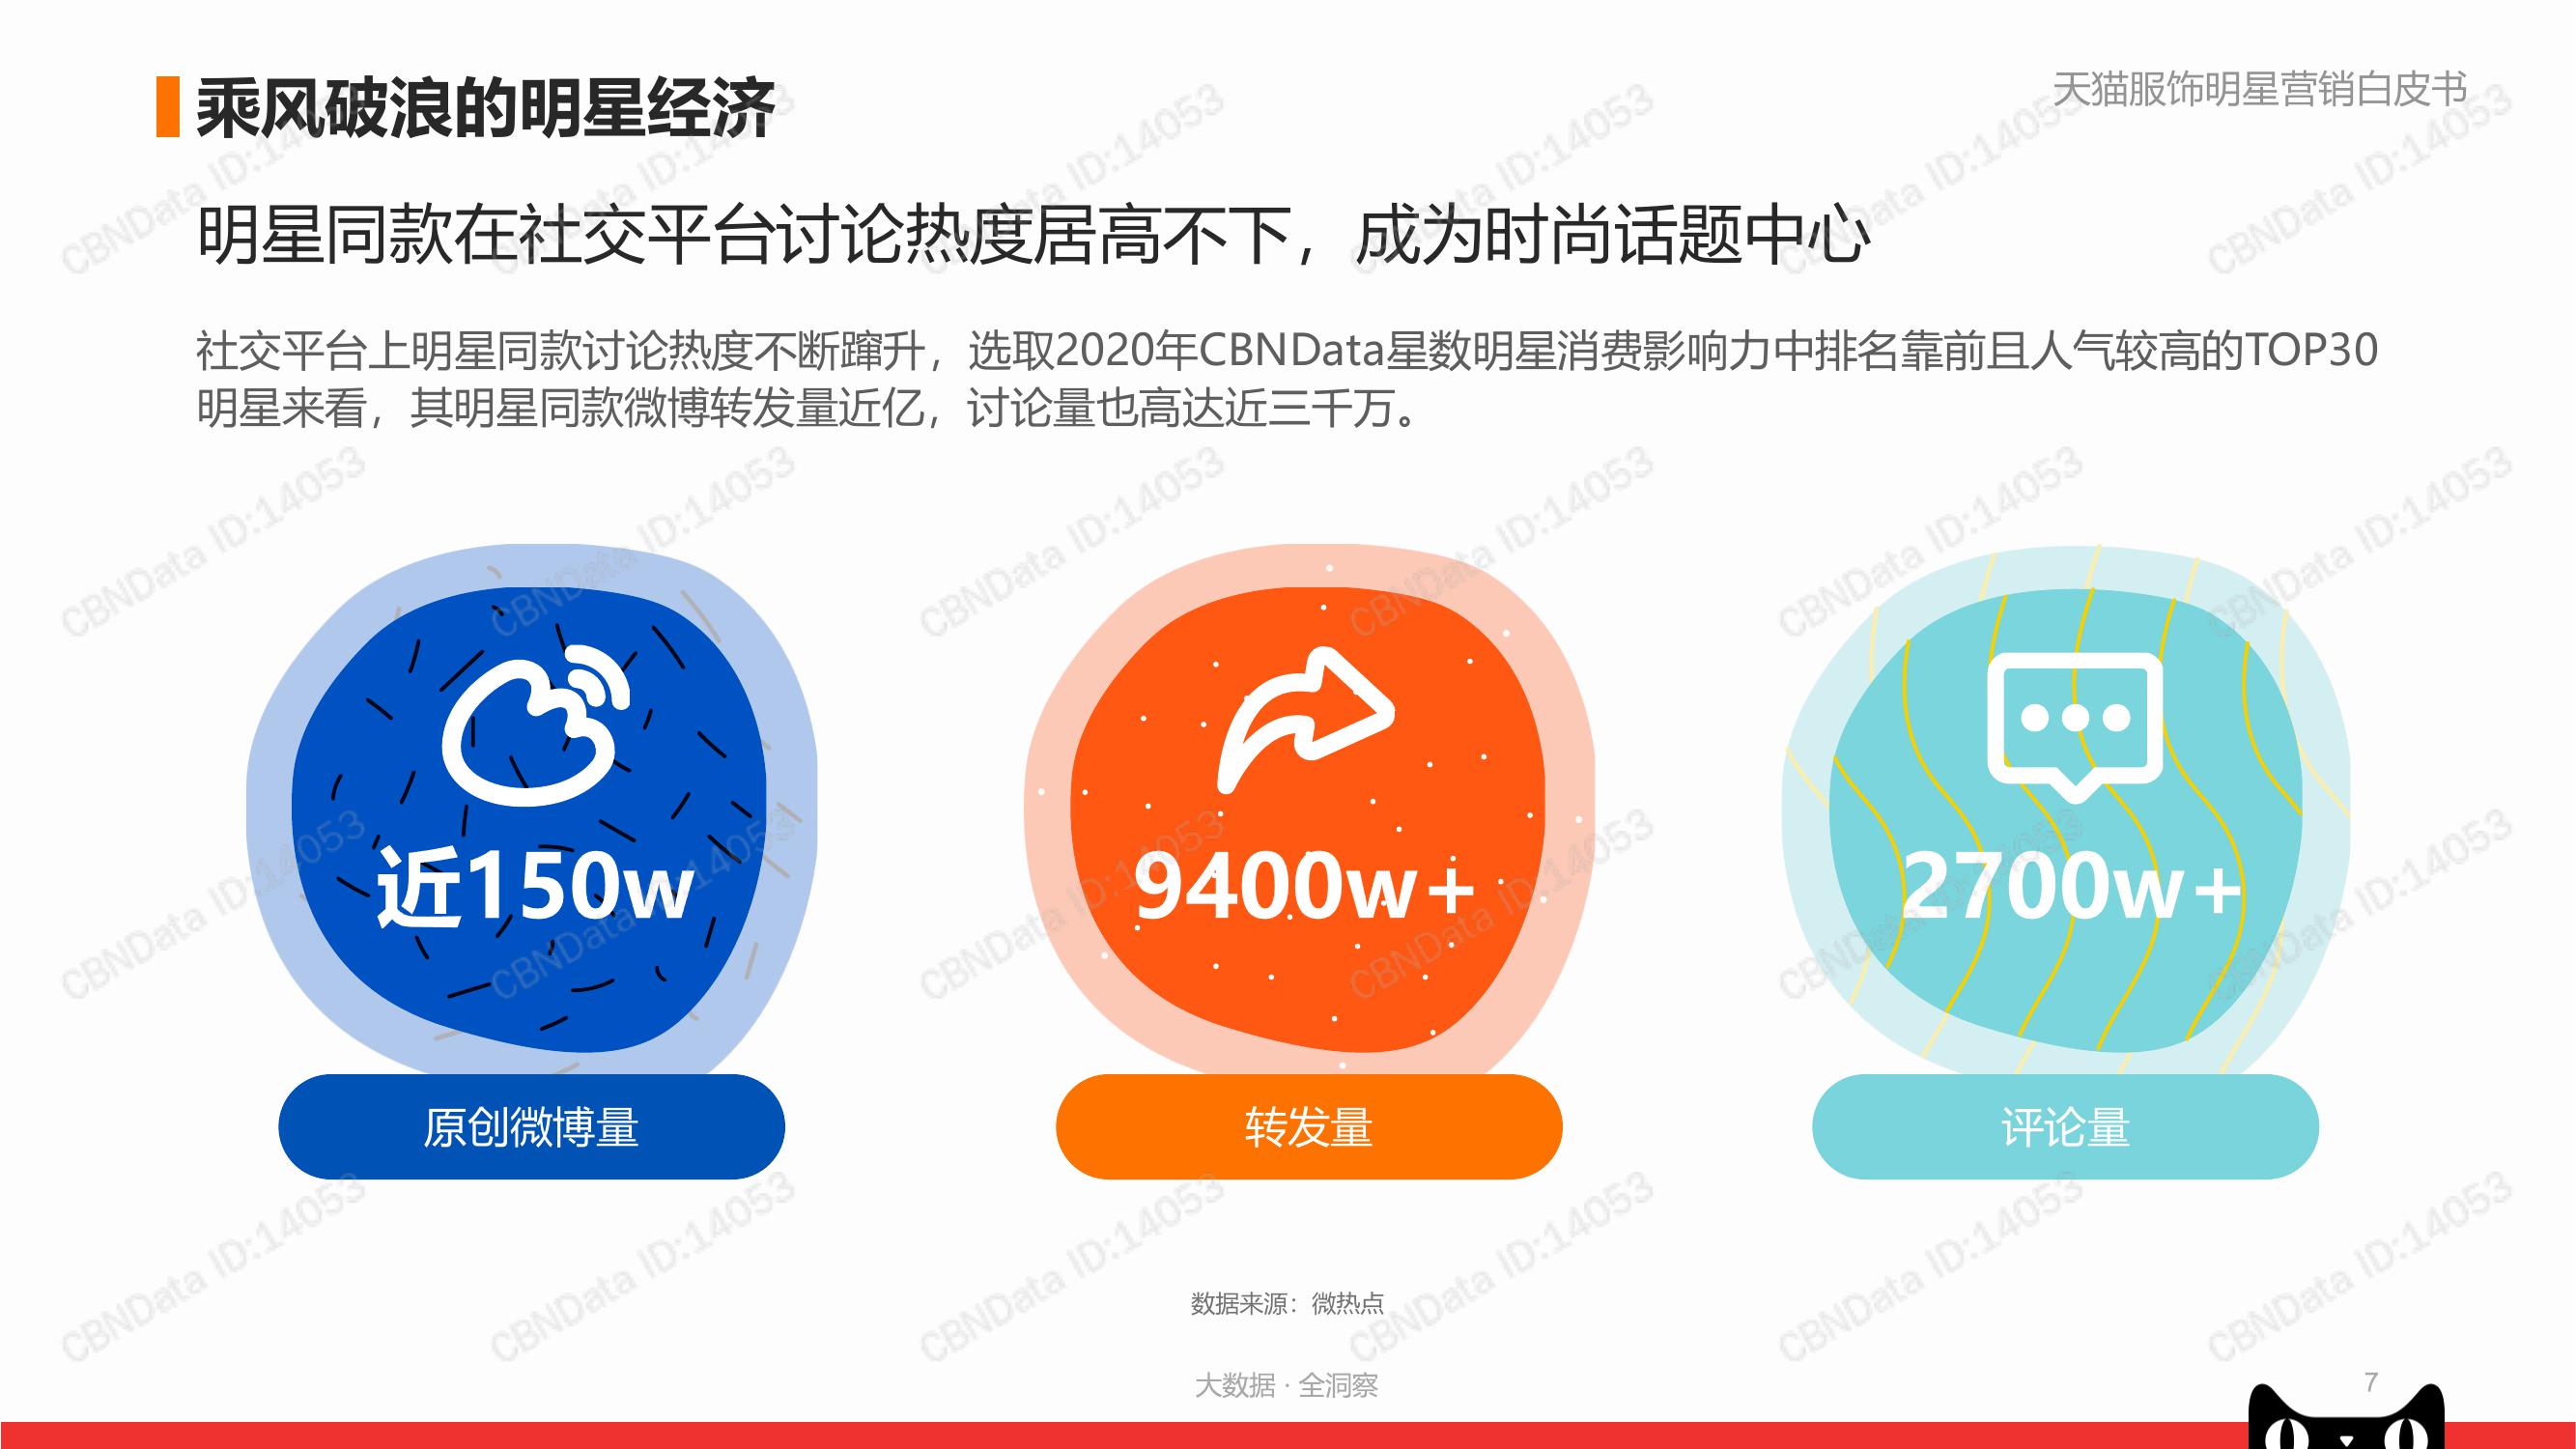 乘风破浪的明星经济
天猫服饰明星营销白皮书
明星同款在社交平台讨论热度居高不下，成为时尚话题中心
社交平台上明星同款讨论热度不断蹿升，选取2020年CBNData星数明星消费影响力中排名靠前且人气较高的TOP30
明星来看，其明星同款微博转发量近亿，讨论量也高达近三千万。
近150w
9400w+
2700w+
原创微博量
转发量
评论量
数据来源：微热点
大数据 · 全洞察
7
CBNData ID:14053